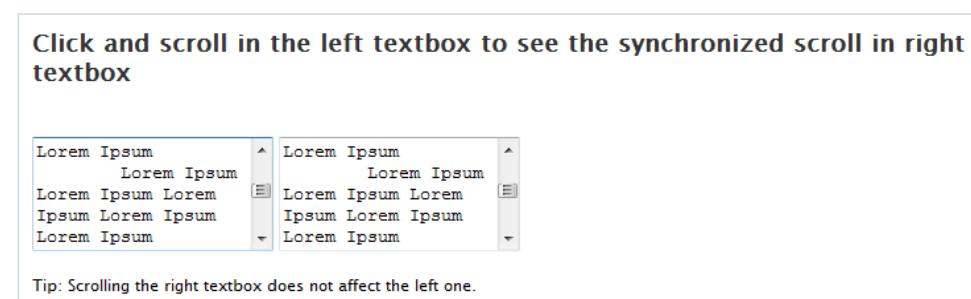 Click and scroll in the left textbox to see the synchronized scroll in right
textbox
Lorem Ipsum
Lorem Ipsum
Lorem Ipsum Lorem
Ipsum Lorem Ipsum
Lorem Ipsum
Lorem Ipsum
Lorem Ipsum
Lorem Ipsum Lorem
Ipsum Lorem Ipsum
Lorem Ipsum
Tip: Scrolling the right textbox does not affect the left one.